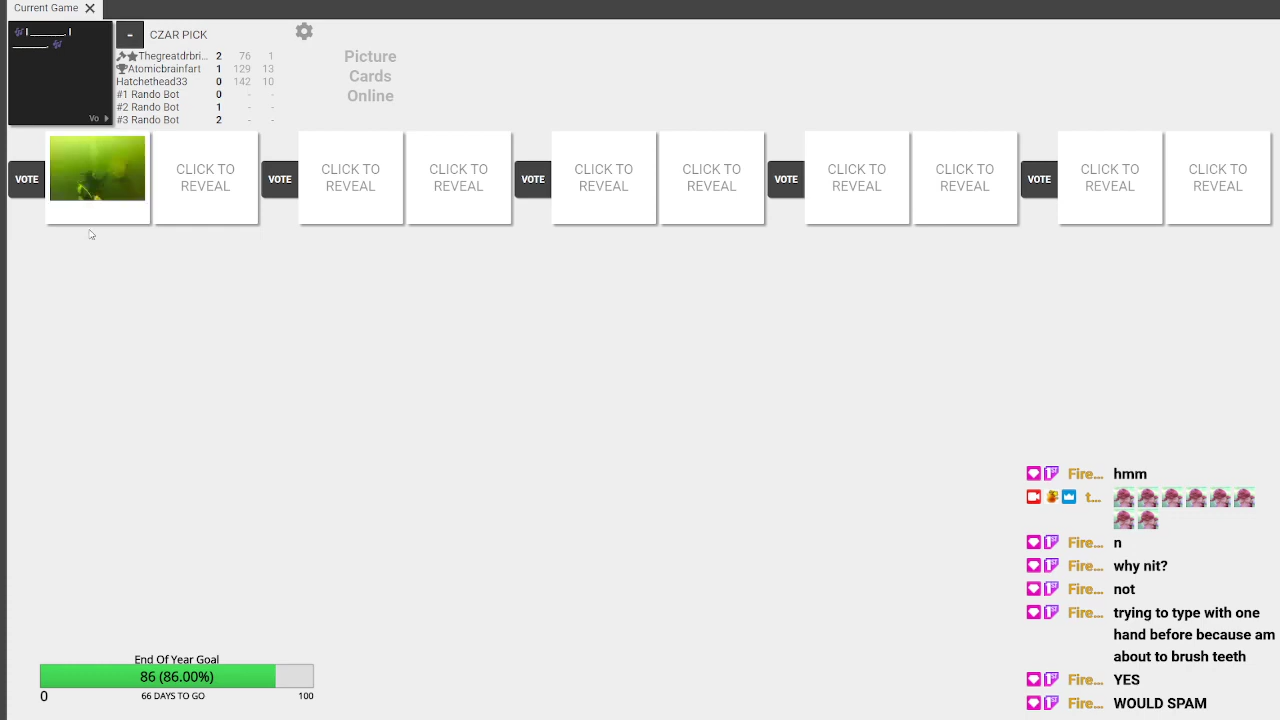 Current Game
I ______ I
______
Vo
-
CZAR PICK
Thegreatdrbri... 2 76 1
Atomicbrainfart 1 129 13
Hatchethead33 0 142 10
#1 Rando Bot 0 - -
#2 Rando Bot 1 - -
#3 Rando Bot 2 - -
Picture
Cards
Online
VOTE
CLICK TO
REVEAL
VOTE
CLICK TO
REVEAL
CLICK TO
REVEAL
VOTE
CLICK TO
REVEAL
CLICK TO
REVEAL
VOTE
CLICK TO
REVEAL
CLICK TO
REVEAL
VOTE
CLICK TO
REVEAL
CLICK TO
REVEAL
Fire... hmm
t...
Fire... n
Fire... why nit?
Fire... not
Fire... trying to type with one
hand before because am
about to brush teeth
Fire... YES
Fire... WOULD SPAM
End Of Year Goal
86 (86.00%)
0 66 DAYS TO GO 100